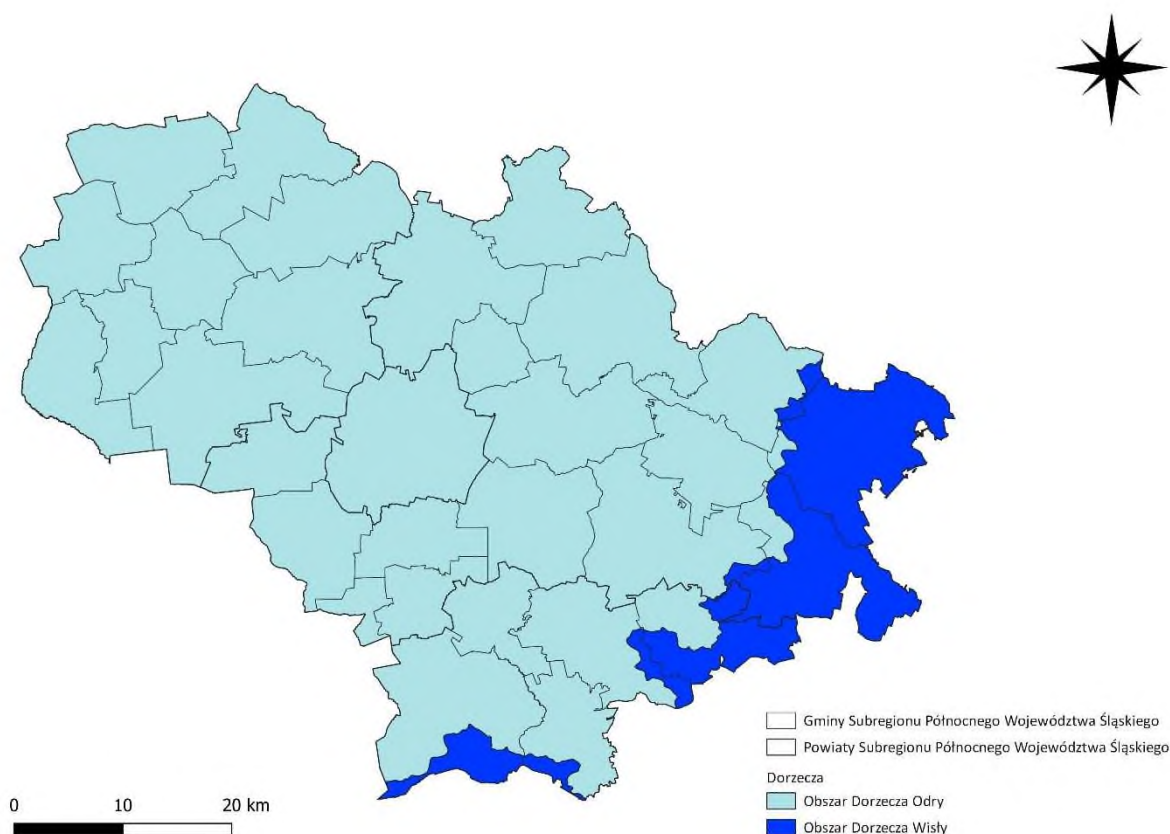 Gminy Subregionu Północnego Województwa Śląskiego
Powiaty Subregionu Północnego Województwa Śląskiego
Dorzecza
Obszar Dorzecza Odry
Obszar Dorzecza Wisły
0 10 20 km